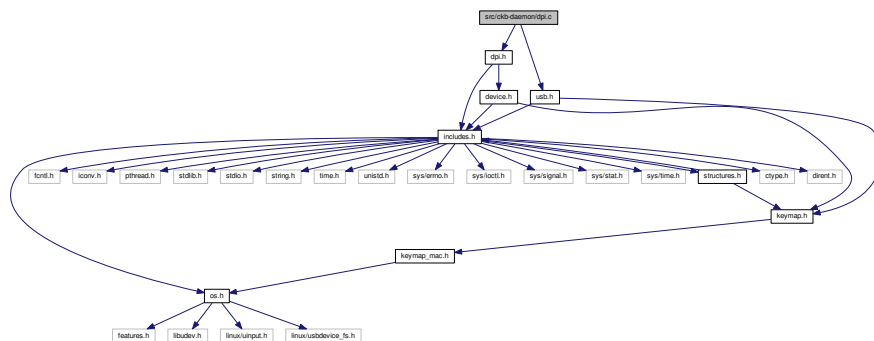 src/ckb-daemon/dpi.c
dpi.h
device.h
usb.h
includes.h
fcntl.h
iconv.h
pthread.h
stdlib.h
stdio.h
string.h
time.h
unistd.h
sys/errno.h
sys/ioctl.h
sys/signal.h
sys/stat.h
sys/time.h
structures.h
ctype.h
dirent.h
keymap.h
keymap_mac.h
os.h
features.h
libudev.h
linux/uinput.h
linux/usbdevice_fs.h